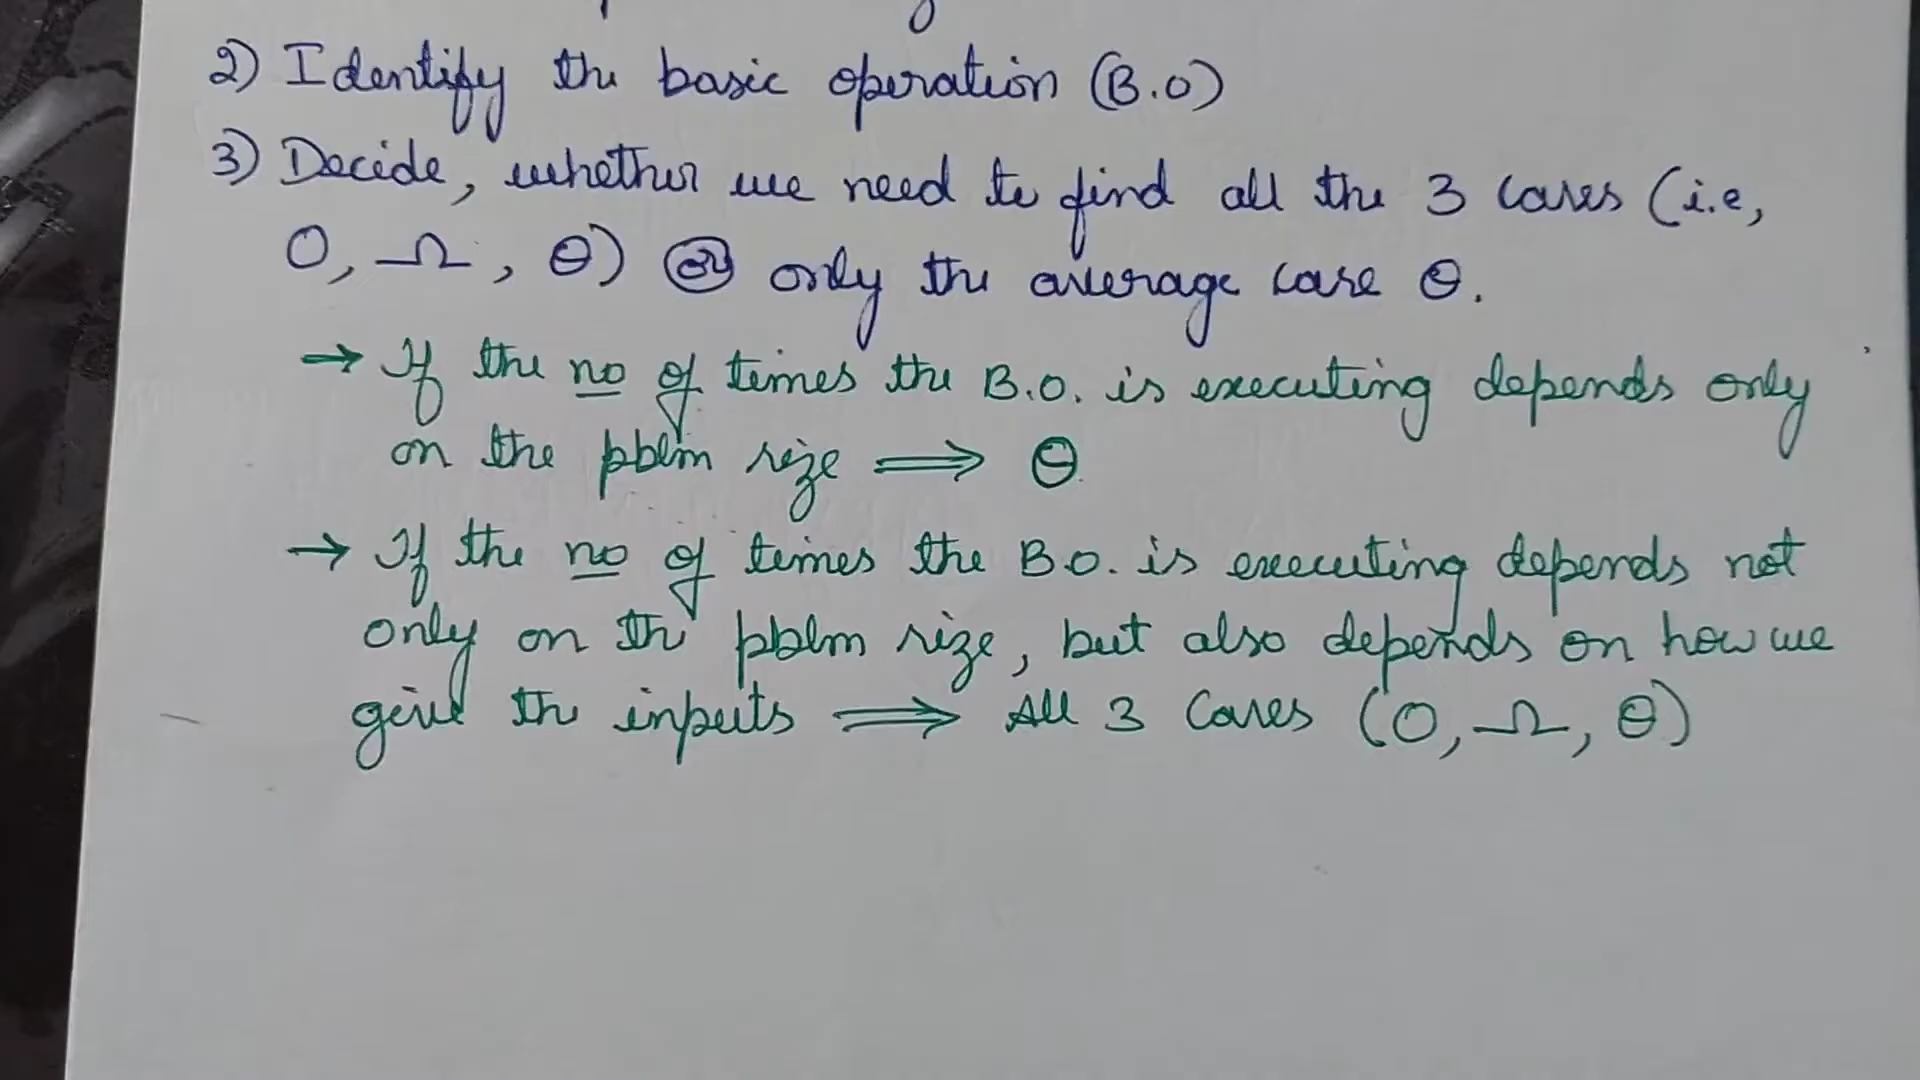 2) Identify the basic operation (B.O)
3) Decide, whether we need to find all the 3 cases (i.e,
O, Ω, Θ) or only the average case Θ.
→ If the no of times the B.O. is executing depends only
on the pblm size ⟹ Θ
→ If the no of times the B.O. is executing depends not
only on the pblm size, but also depends on how we
give the inputs ⟹ All 3 Cases (O, Ω, Θ)